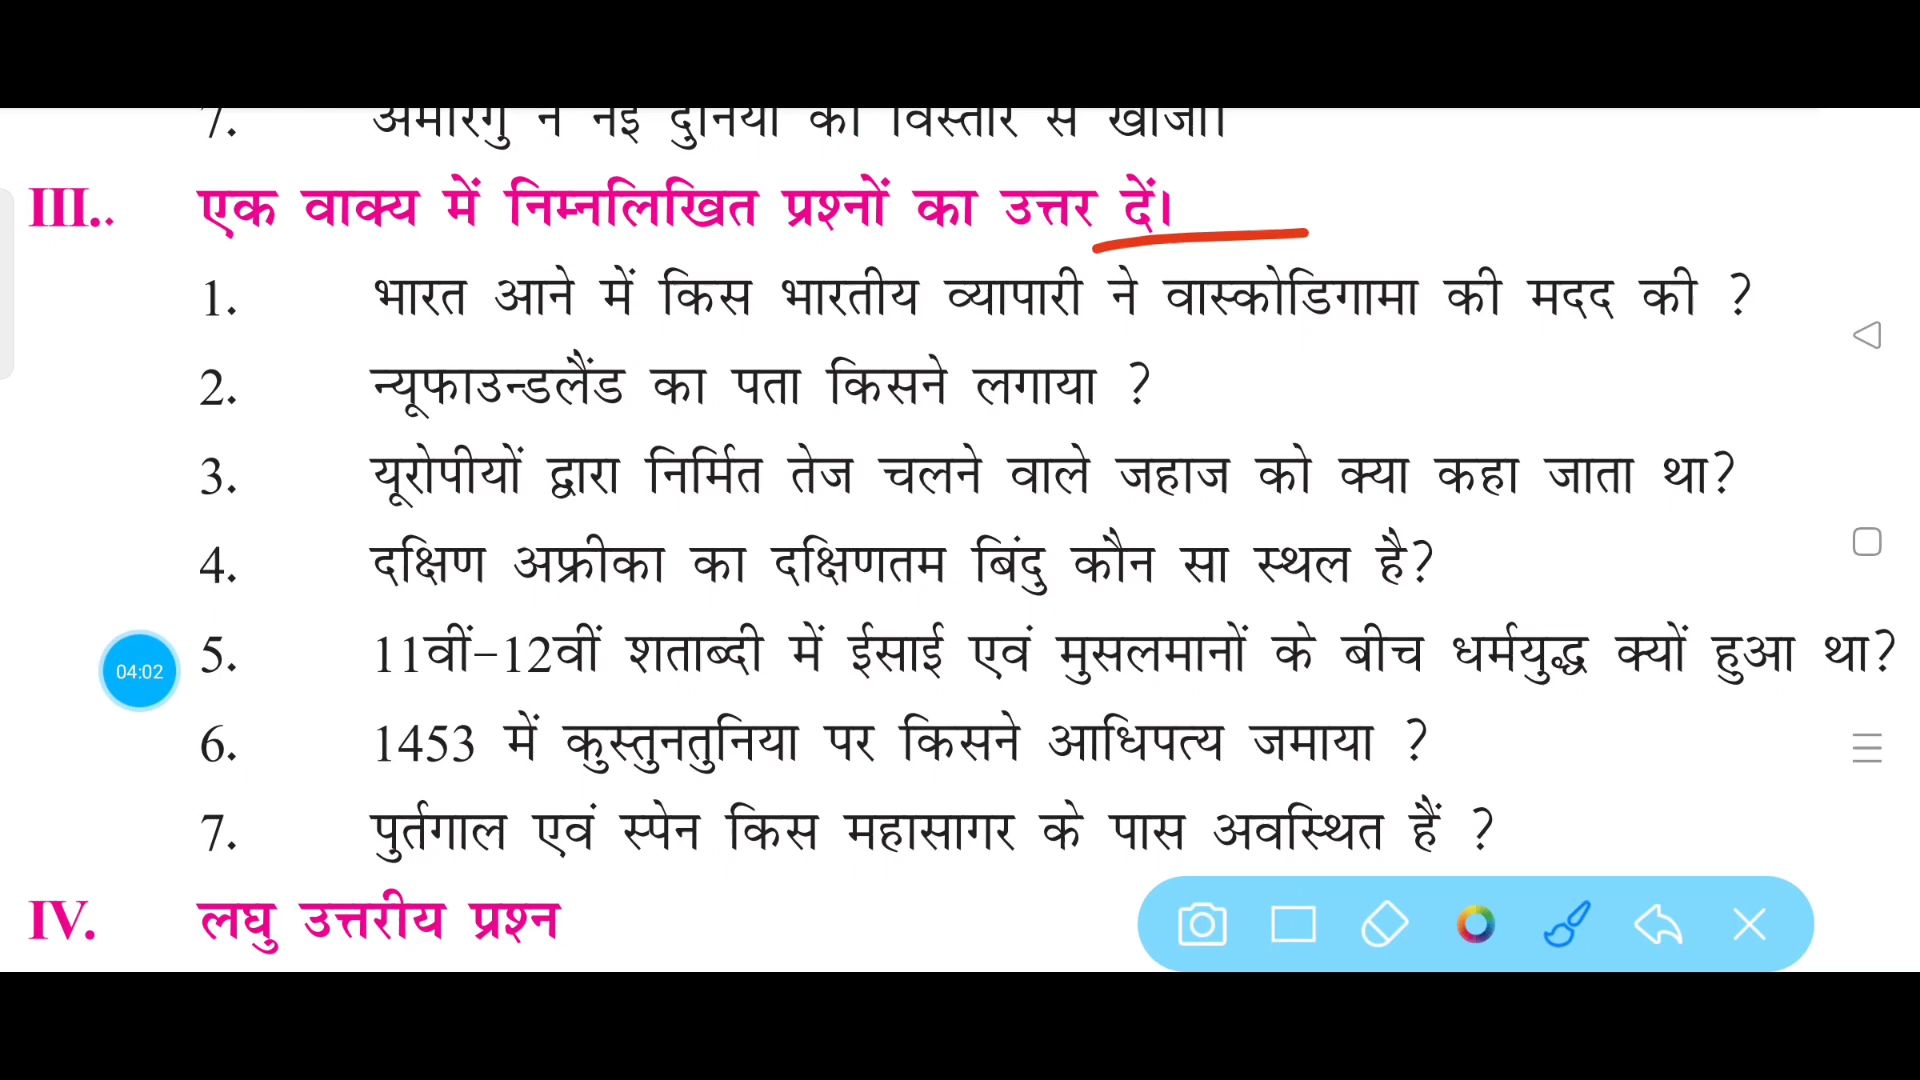 7. अमेरिगु ने नई दुनिया को विस्तार से खोजा।
III.. एक वाक्य में निम्नलिखित प्रश्नों का उत्तर दें।
1. भारत आने में किस भारतीय व्यापारी ने वास्कोडिगामा की मदद की ?
2. न्यूफाउन्डलैंड का पता किसने लगाया ?
3. यूरोपीयों द्वारा निर्मित तेज चलने वाले जहाज को क्या कहा जाता था?
4. दक्षिण अफ्रीका का दक्षिणतम बिंदु कौन सा स्थल है?
04:02
5. 11वीं-12वीं शताब्दी में ईसाई एवं मुसलमानों के बीच धर्मयुद्ध क्यों हुआ था?
6. 1453 में कुस्तुनतुनिया पर किसने आधिपत्य जमाया ?
7. पुर्तगाल एवं स्पेन किस महासागर के पास अवस्थित हैं ?
IV. लघु उत्तरीय प्रश्न